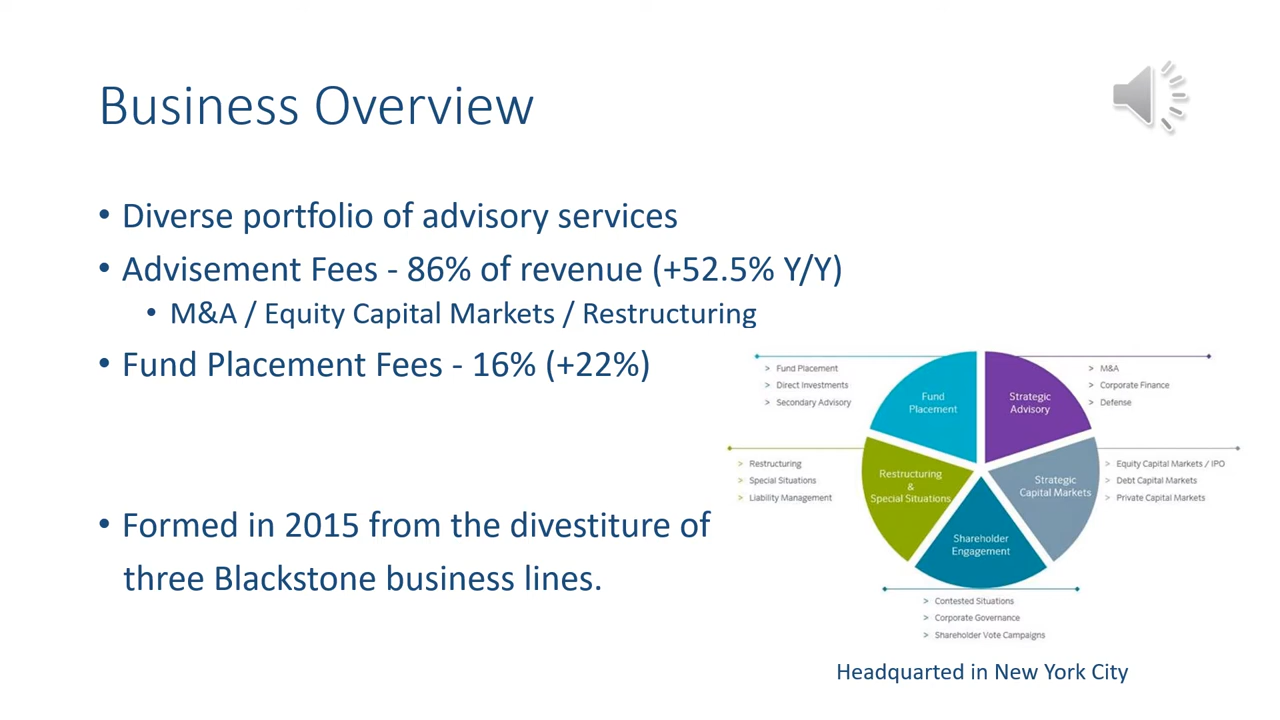 Business Overview
• Diverse portfolio of advisory services
• Advisement Fees - 86% of revenue (+52.5% Y/Y)
• M&A / Equity Capital Markets / Restructuring
• Fund Placement Fees - 16% (+22%)
• Formed in 2015 from the divestiture of
three Blackstone business lines.
> Fund Placement
> Direct Investments
> Secondary Advisory
Fund
Placement
Strategic
Advisory
> M&A
> Corporate Finance
> Defense
> Restructuring
> Special Situations
> Liability Management
Restructuring
&
Special Situations
Strategic
Capital Markets
> Equity Capital Markets / IPO
> Debt Capital Markets
> Private Capital Markets
Shareholder
Engagement
> Contested Situations
> Corporate Governance
> Shareholder Vote Campaigns
Headquarted in New York City